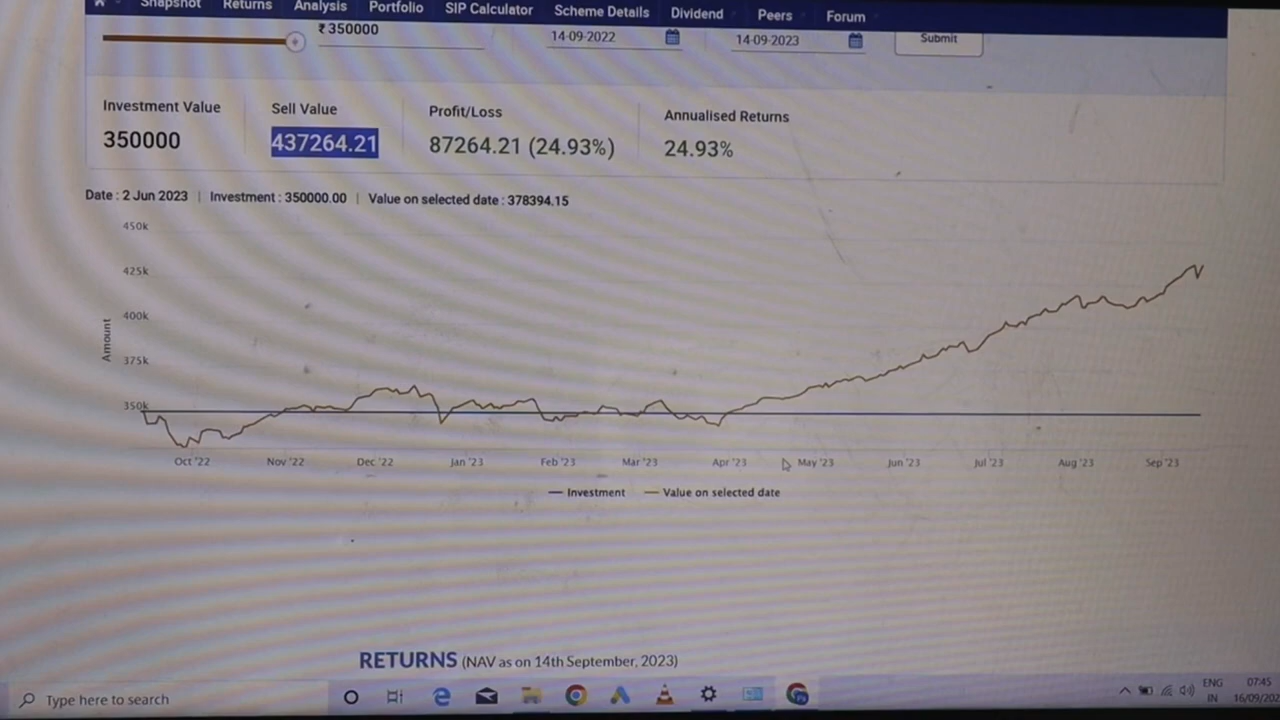 Snapshot Returns Analysis Portfolio SIP Calculator Scheme Details Dividend Peers Forum
₹ 350000 14-09-2022 14-09-2023 Submit
Investment Value Sell Value Profit/Loss Annualised Returns
350000 437264.21 87264.21 (24.93%) 24.93%
Date : 2 Jun 2023 | Investment : 350000.00 | Value on selected date : 378394.15
450k
425k
400k
375k
350k
Amount
Oct '22 Nov '22 Dec '22 Jan '23 Feb '23 Mar '23 Apr '23 May '23 Jun '23 Jul '23 Aug '23 Sep '23
Investment Value on selected date
RETURNS (NAV as on 14th September, 2023)
Type here to search
ENG 07:45
IN 16/09/202